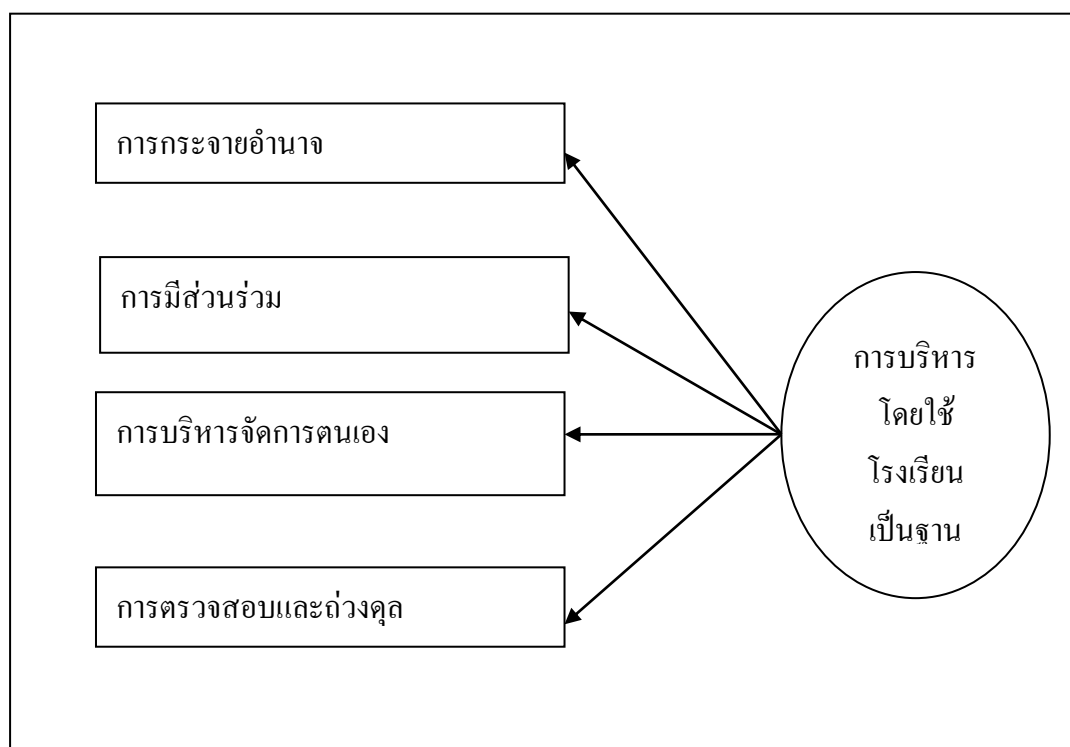 การกระจายอำนาจ
การมีส่วนร่วม
การบริหารจัดการตนเอง
การตรวจสอบและถ่วงดุล
การบริหาร
โดยใช้
โรงเรียน
เป็นฐาน